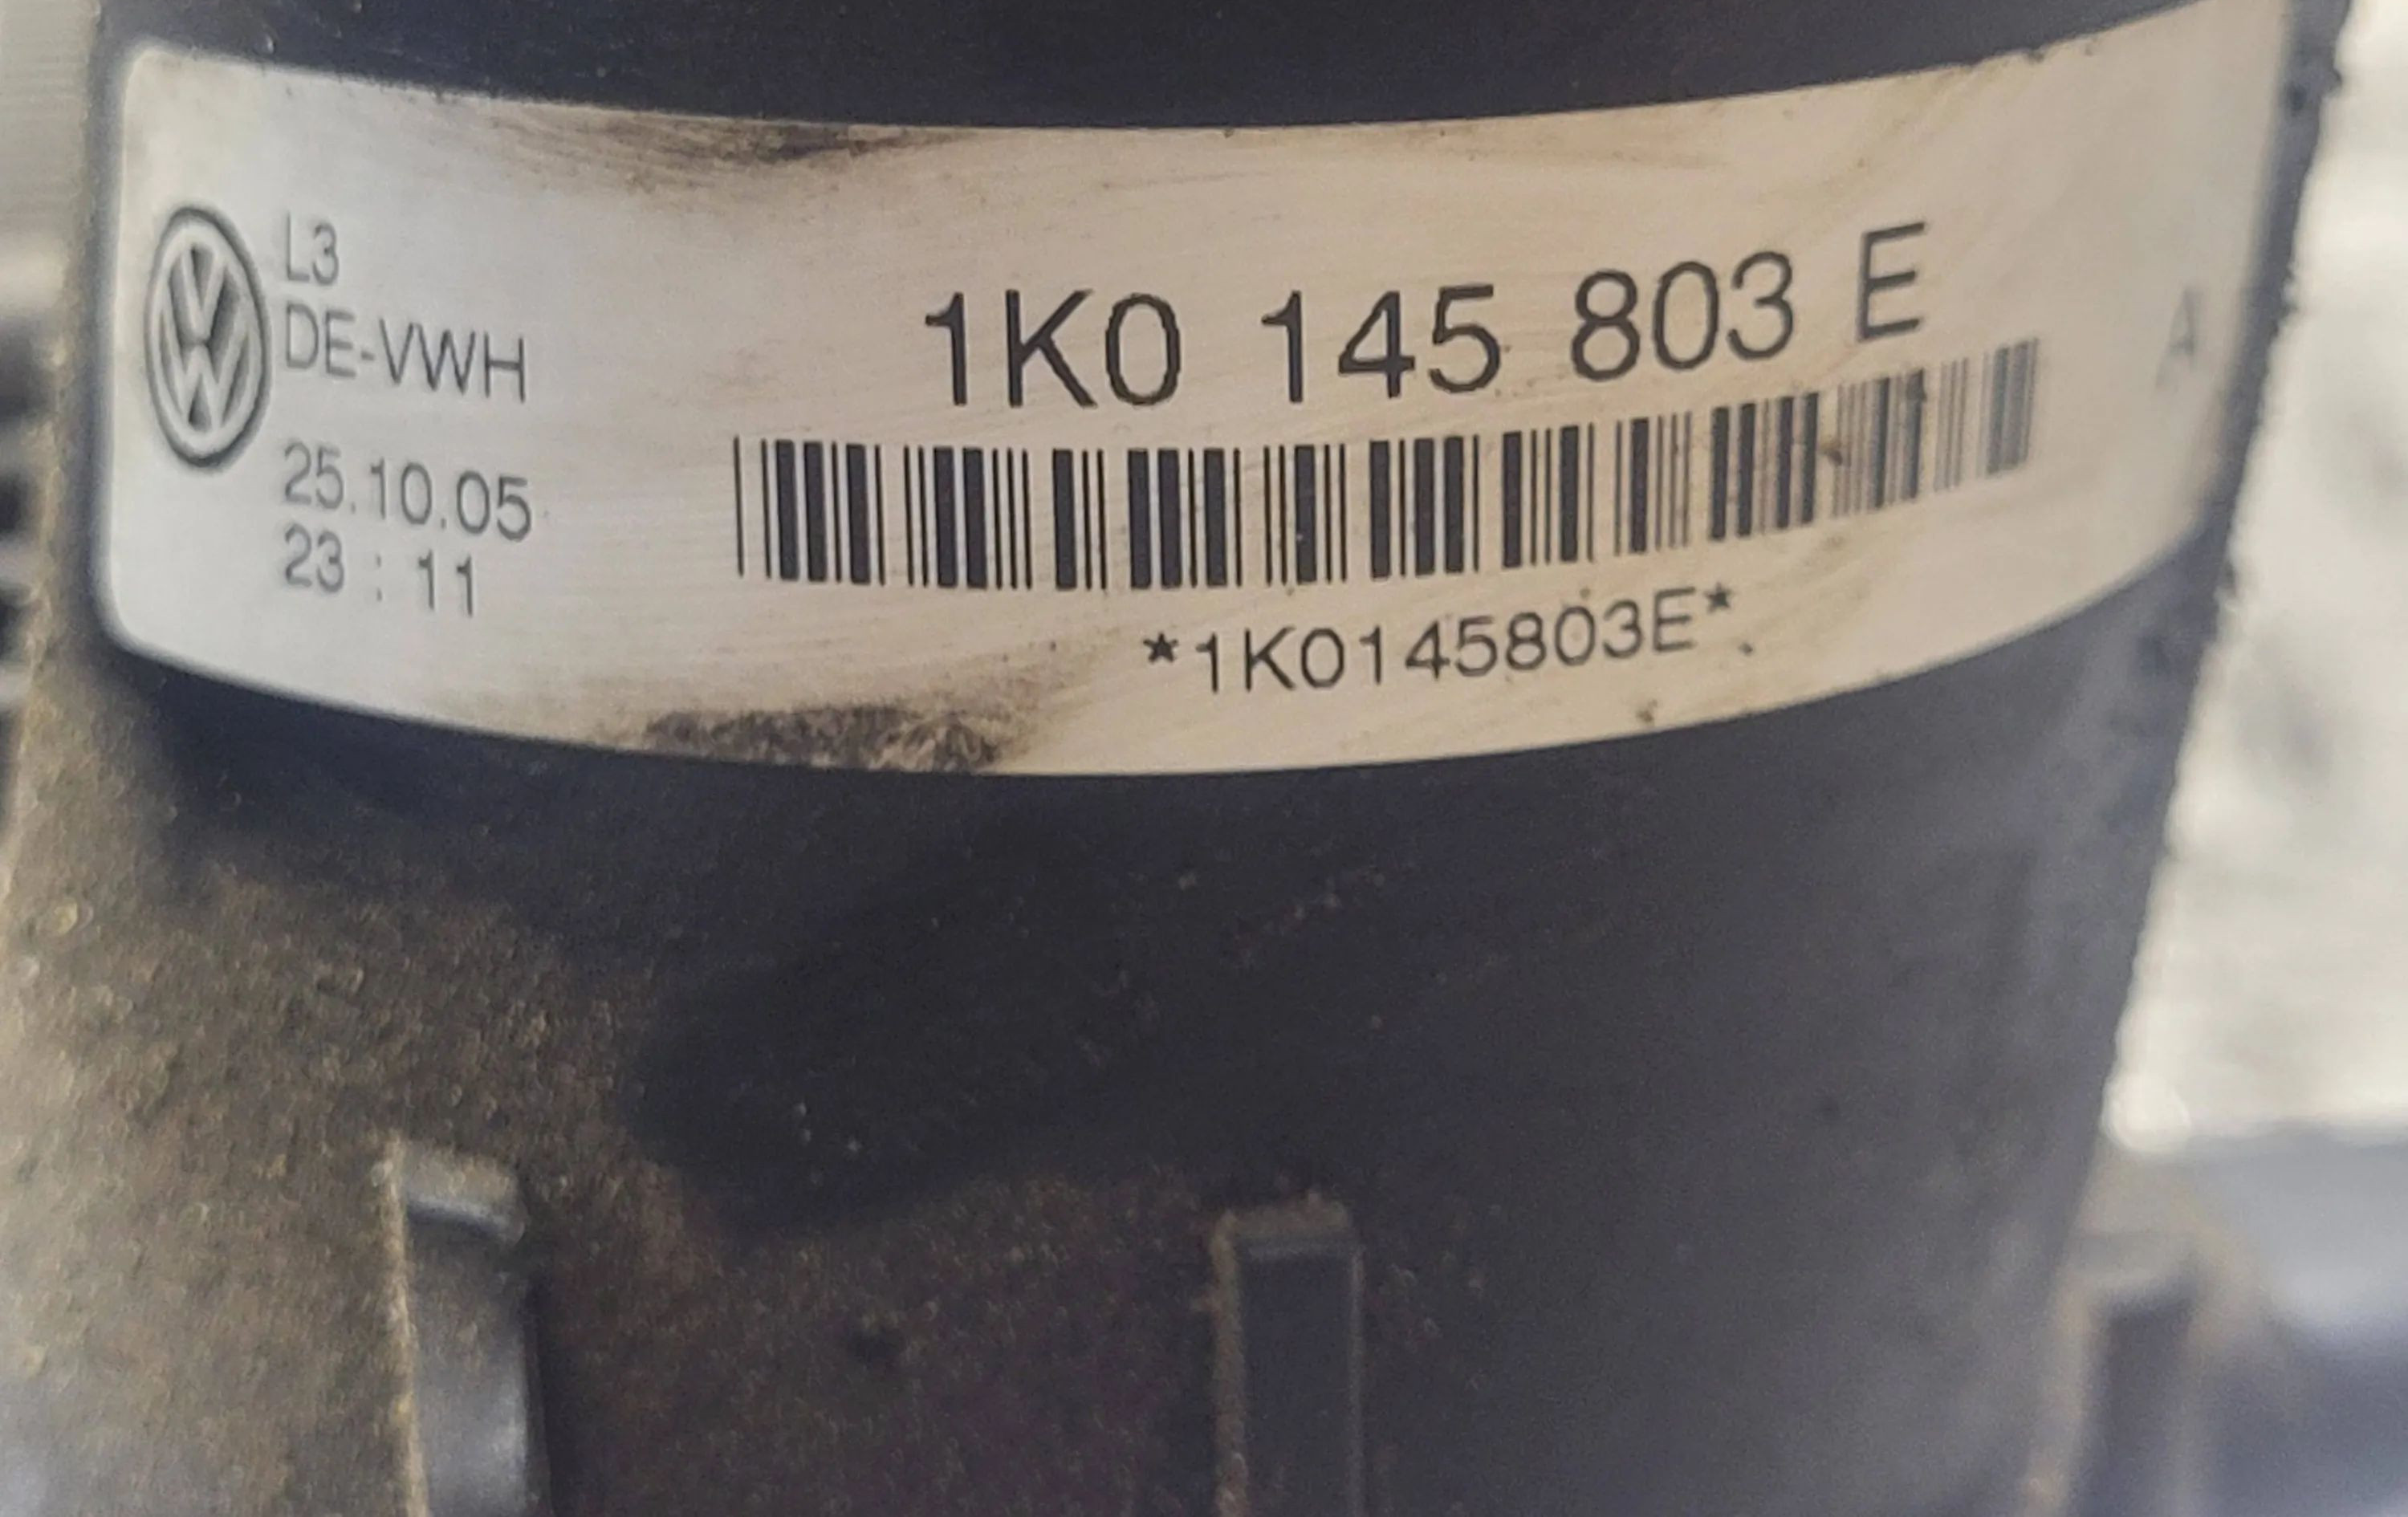 L3
DE-VWH
25.10.05
23 : 11
1K0 145 803 E
*1K0145803E*
A